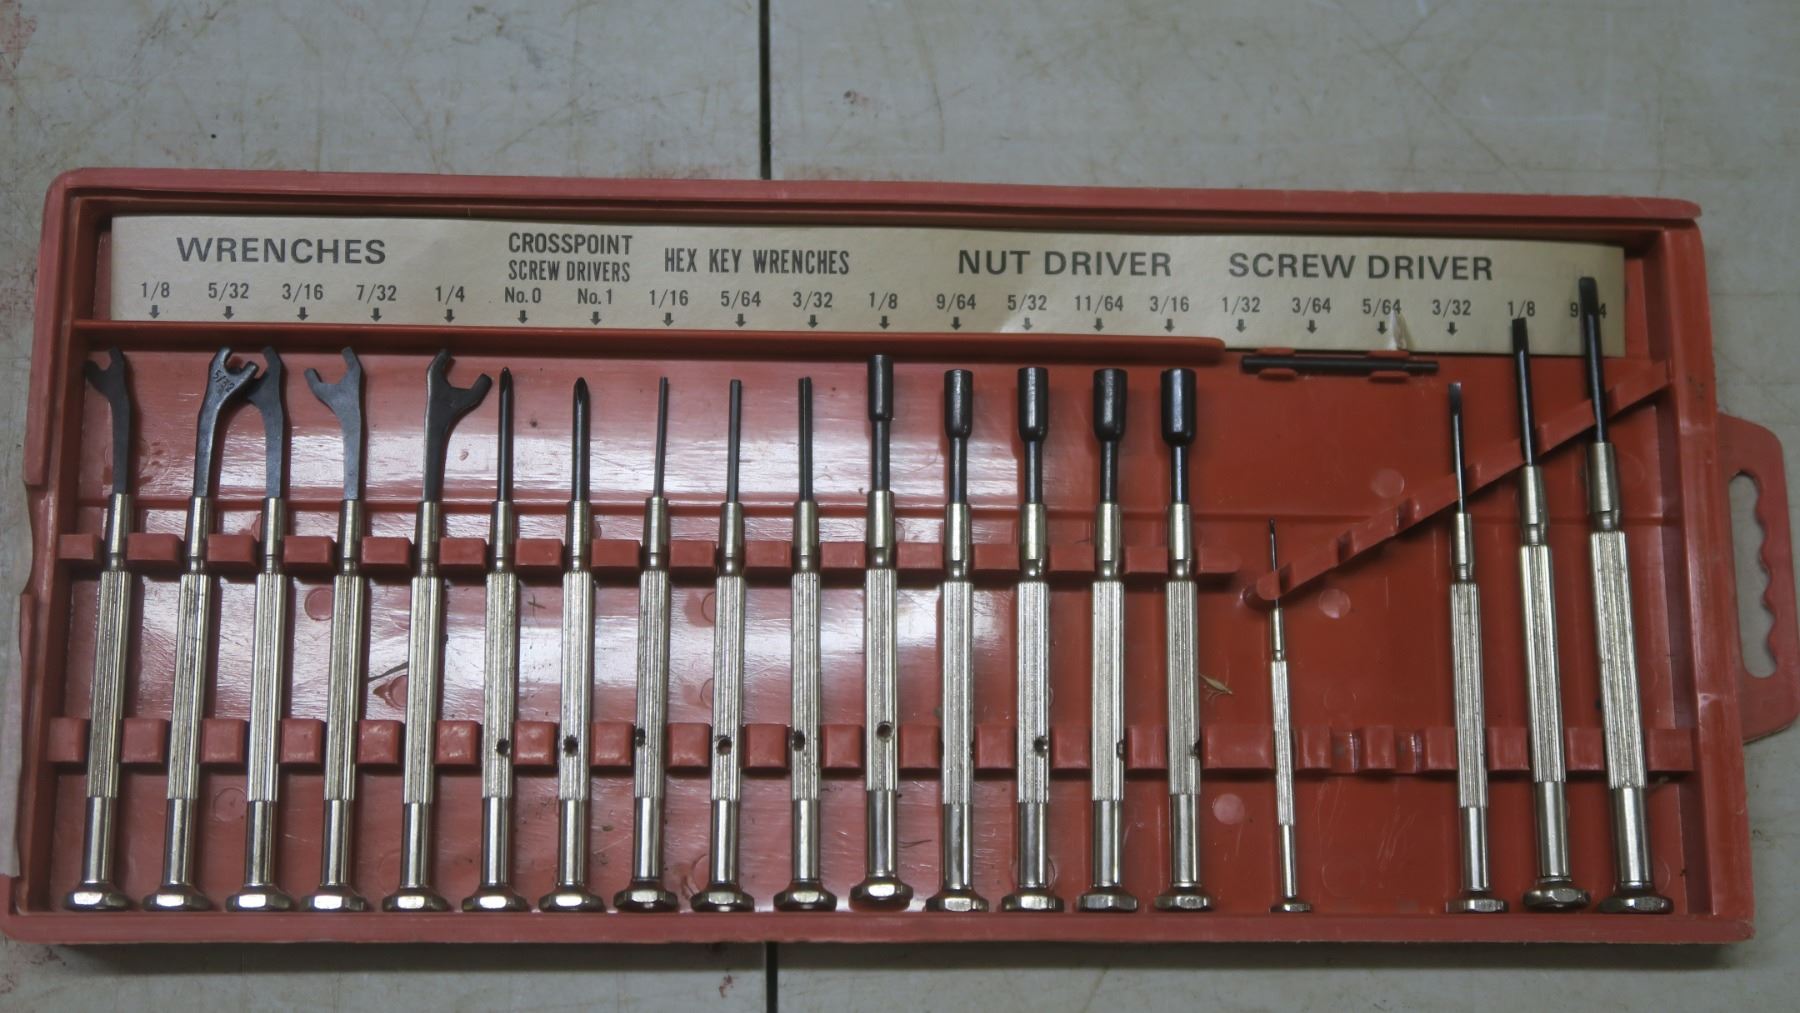 WRENCHES
1/8 5/32 3/16 7/32 1/4
CROSSPOINT
SCREW DRIVERS
No. 0 No. 1
HEX KEY WRENCHES
1/16 5/64 3/32
NUT DRIVER
1/8 9/64 5/32 11/64 3/16
SCREW DRIVER
1/32 3/64 5/64 3/32 1/8
5/32